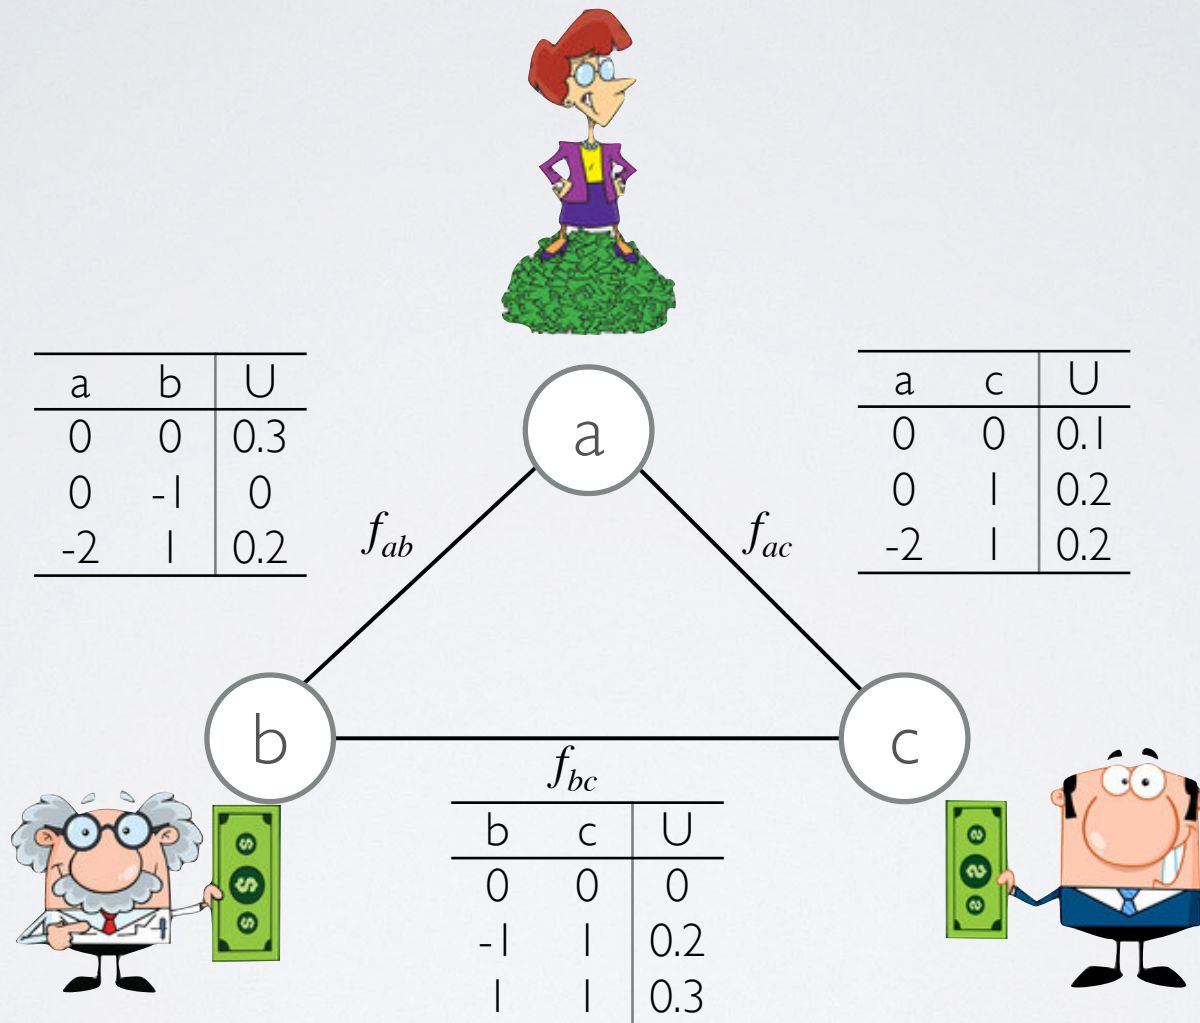 a b U
0 0 0.3
0 -1 0
-2 1 0.2
a c U
0 0 0.1
0 1 0.2
-2 1 0.2
a
f_ab
f_ac
b
c
f_bc
$
$
$
$
$
$
b c U
0 0 0
-1 1 0.2
1 1 0.3